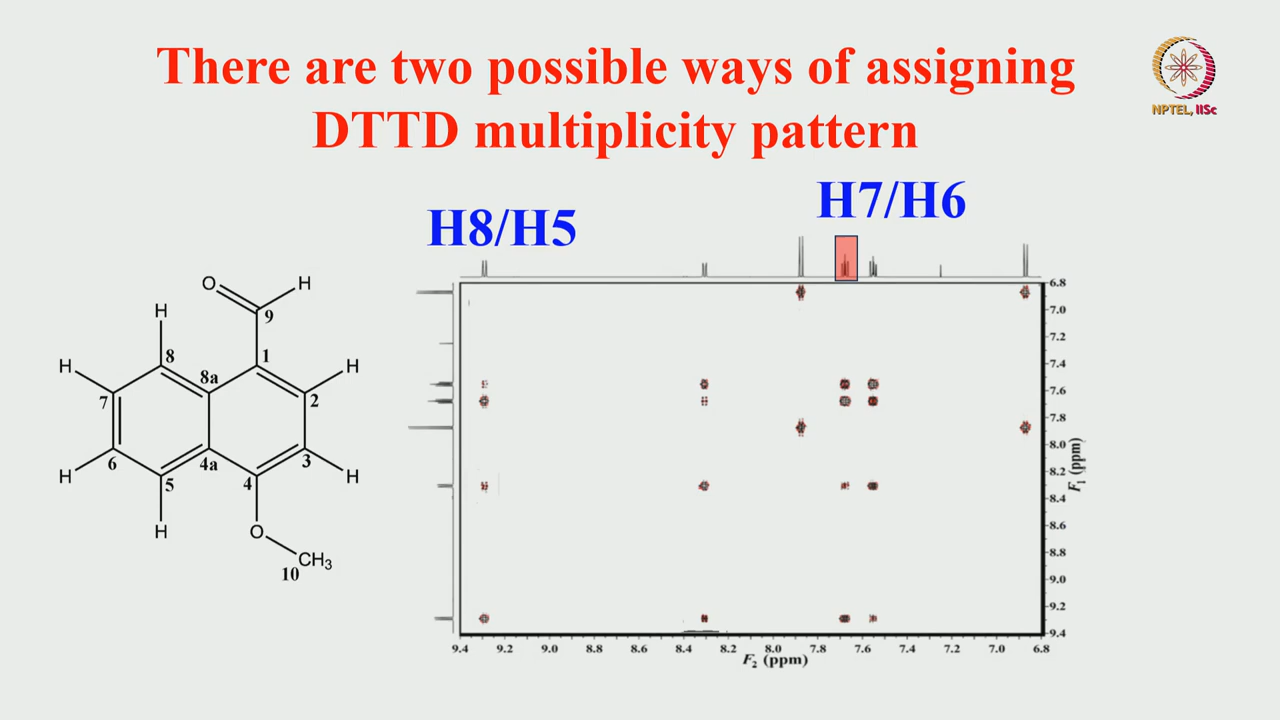 There are two possible ways of assigning
DTTD multiplicity pattern
NPTEL, IISc
H8/H5
H7/H6
O
H
9
H
8
1
H
H
8a
7
2
6
4a
3
H
5
4
H
H
O
CH3
10
6.8
7.0
7.2
7.4
7.6
7.8
8.0
8.2
8.4
8.6
8.8
9.0
9.2
9.4
F1 (ppm)
9.4 9.2 9.0 8.8 8.6 8.4 8.2 8.0 7.8 7.6 7.4 7.2 7.0 6.8
F2 (ppm)